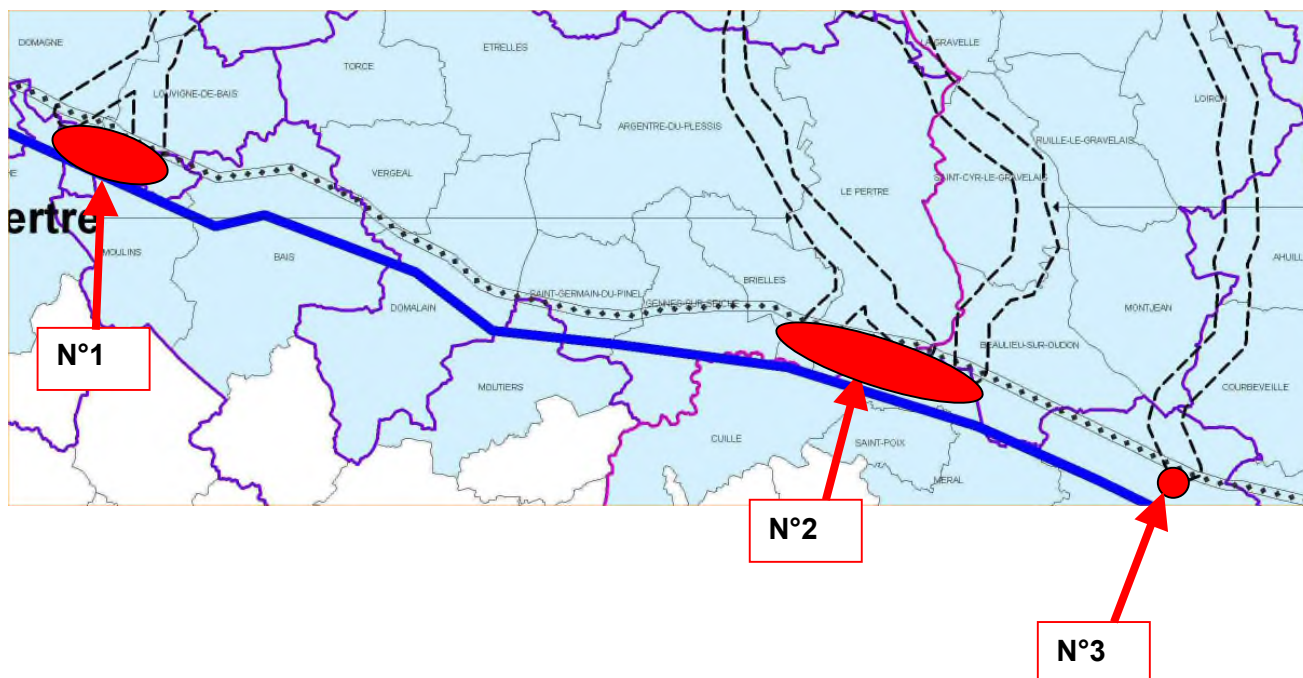 DOMAGNE
ETRELLES
LA GRAVELLE
TORCE
LOUVIGNE-DE-BAIS
LOIRON
ARGENTRE-DU-PLESSIS
RUILLE-LE-GRAVELAIS
VERGEAL
LE PERTRE
SAINT-CYR-LE-GRAVELAIS
HE
ertre
MOULINS
BAIS
AHUILL
BRIELLES
SAINT-GERMAIN-DU-PINEL
GENNES-SUR-SEICHE
DOMALAIN
MONTJEAN
N°1
BEAULIEU-SUR-OUDON
MOUTIERS
COURBEVEILLE
CUILLE
SAINT-POIX
MERAL
N°2
N°3